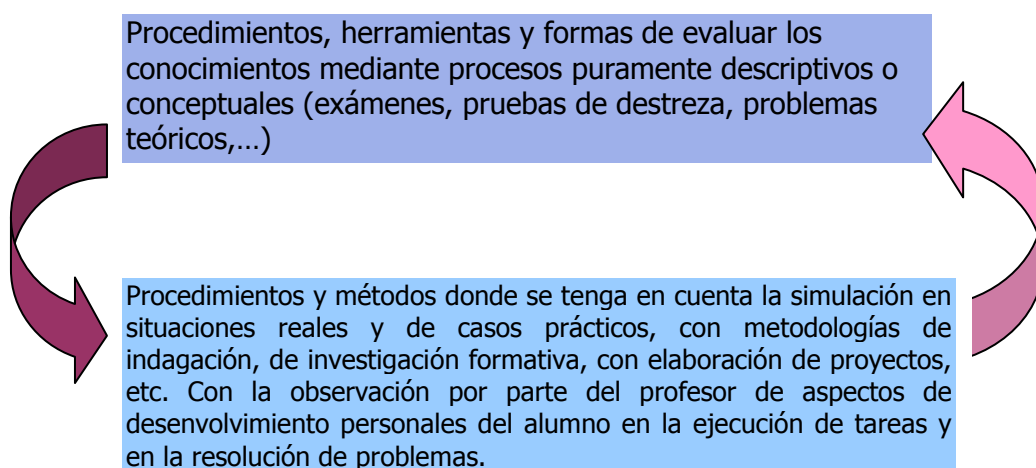 Procedimientos, herramientas y formas de evaluar los
conocimientos mediante procesos puramente descriptivos o
conceptuales (exámenes, pruebas de destreza, problemas
teóricos,...)
Procedimientos y métodos donde se tenga en cuenta la simulación en
situaciones reales y de casos prácticos, con metodologías de
indagación, de investigación formativa, con elaboración de proyectos,
etc. Con la observación por parte del profesor de aspectos de
desenvolvimiento personales del alumno en la ejecución de tareas y
en la resolución de problemas.